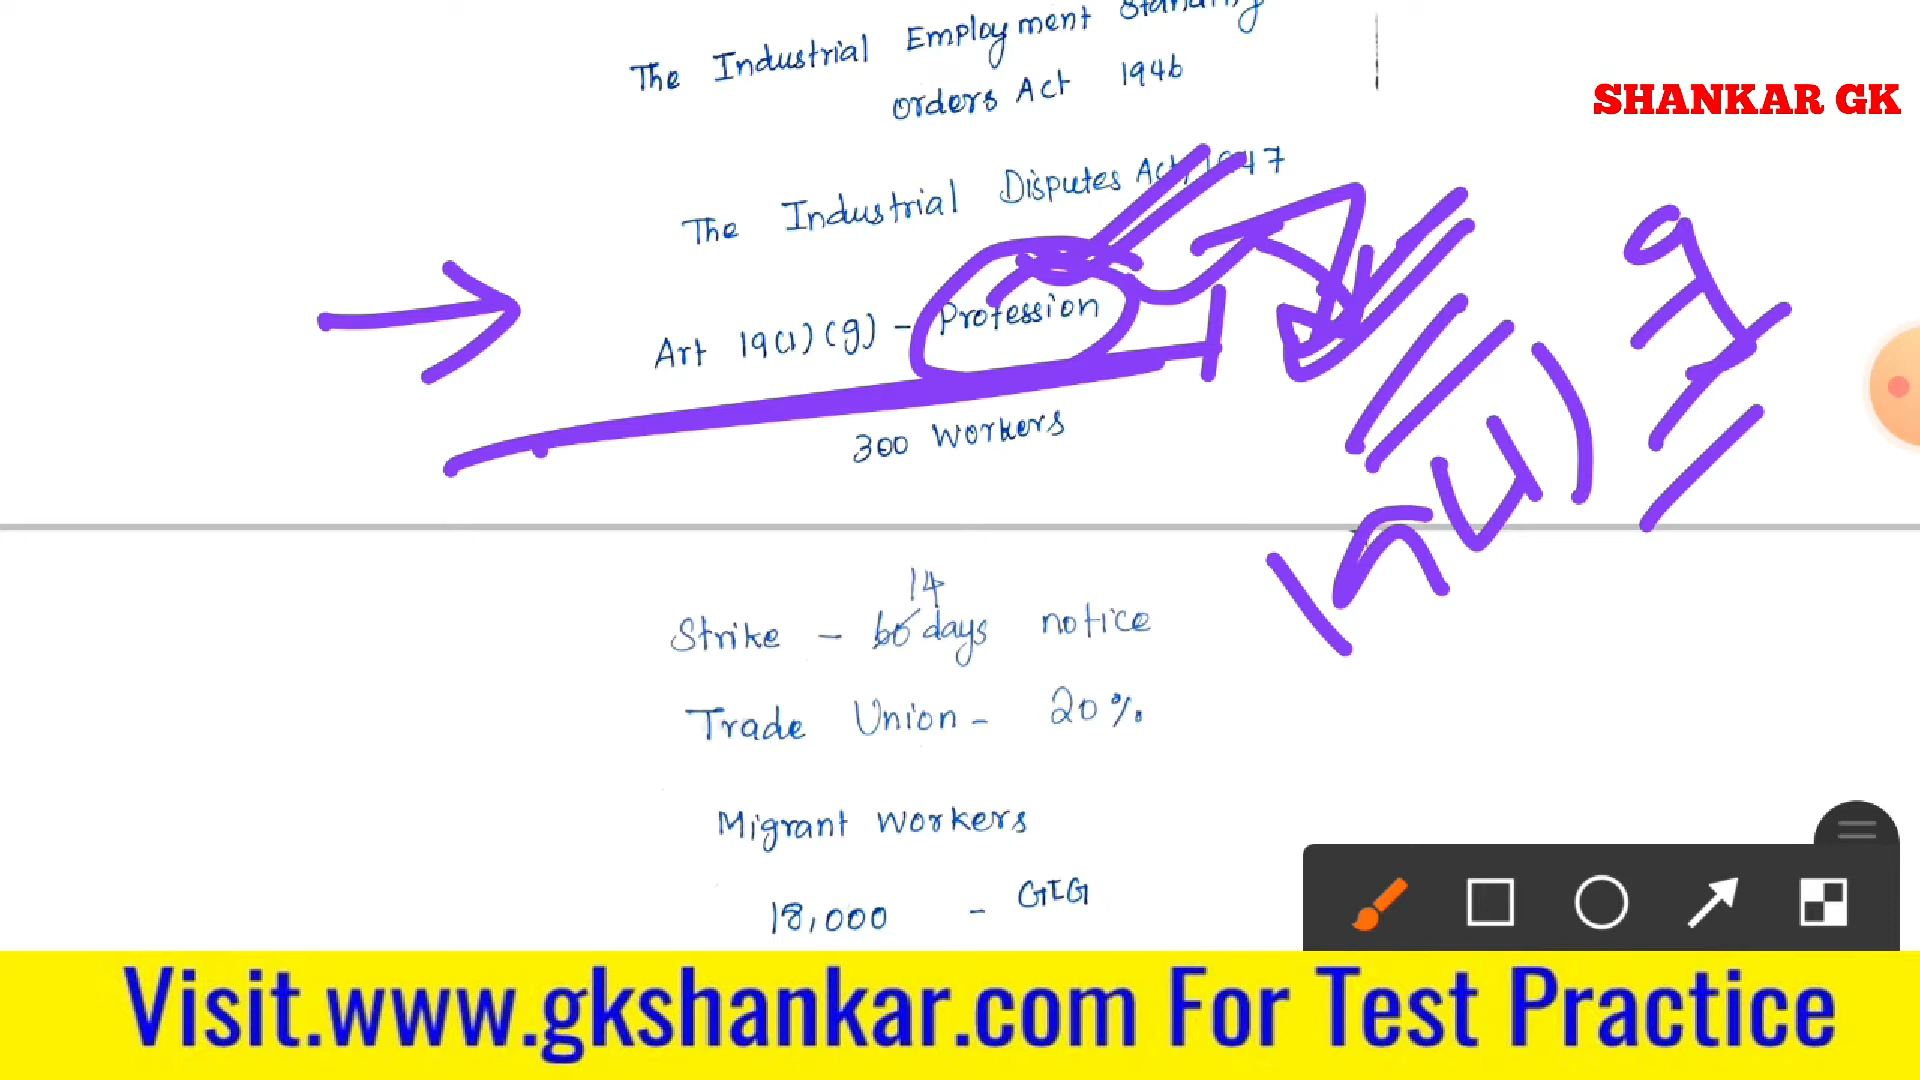 The Industrial Employment Standing
orders Act 1946
SHANKAR GK
The Industrial Disputes Act, 1947
Art 19(1)(g) - Profession
19(1) g
300 Workers
14
Strike - 60 days notice
Trade Union - 20%
Migrant Workers
18,000 - GIG
Visit.www.gkshankar.com For Test Practice